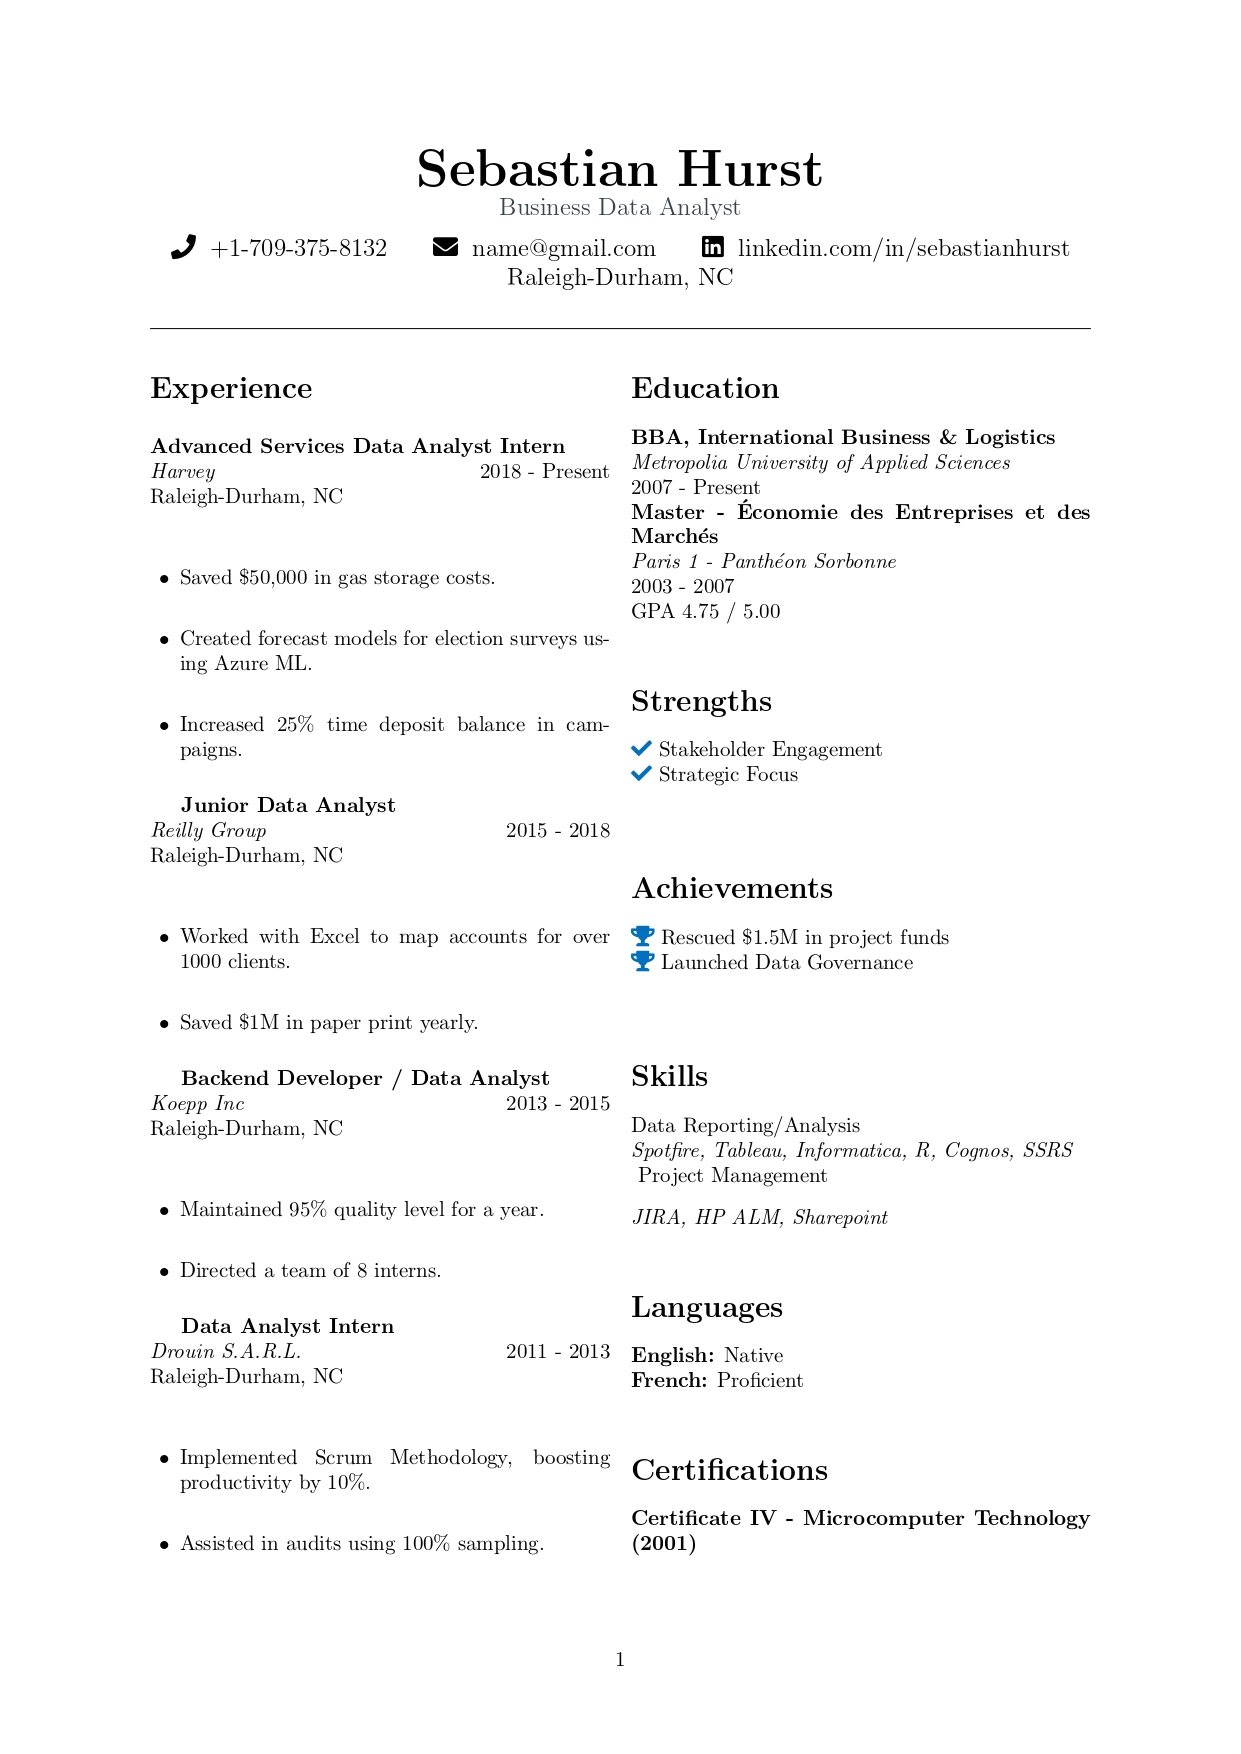 Sebastian Hurst
Business Data Analyst
+1-709-375-8132 name@gmail.com linkedin.com/in/sebastianhurst
Raleigh-Durham, NC
Experience
Advanced Services Data Analyst Intern
Harvey 2018 - Present
Raleigh-Durham, NC
• Saved $50,000 in gas storage costs.
• Created forecast models for election surveys us-
ing Azure ML.
• Increased 25% time deposit balance in cam-
paigns.
Junior Data Analyst
Reilly Group 2015 - 2018
Raleigh-Durham, NC
• Worked with Excel to map accounts for over
1000 clients.
• Saved $1M in paper print yearly.
Backend Developer / Data Analyst
Koepp Inc 2013 - 2015
Raleigh-Durham, NC
• Maintained 95% quality level for a year.
• Directed a team of 8 interns.
Data Analyst Intern
Drouin S.A.R.L. 2011 - 2013
Raleigh-Durham, NC
• Implemented Scrum Methodology, boosting
productivity by 10%.
• Assisted in audits using 100% sampling.
Education
BBA, International Business & Logistics
Metropolia University of Applied Sciences
2007 - Present
Master - Économie des Entreprises et des
Marchés
Paris 1 - Panthéon Sorbonne
2003 - 2007
GPA 4.75 / 5.00
Strengths
Stakeholder Engagement
Strategic Focus
Achievements
Rescued $1.5M in project funds
Launched Data Governance
Skills
Data Reporting/Analysis
Spotfire, Tableau, Informatica, R, Cognos, SSRS
Project Management
JIRA, HP ALM, Sharepoint
Languages
English: Native
French: Proficient
Certifications
Certificate IV - Microcomputer Technology
(2001)
1